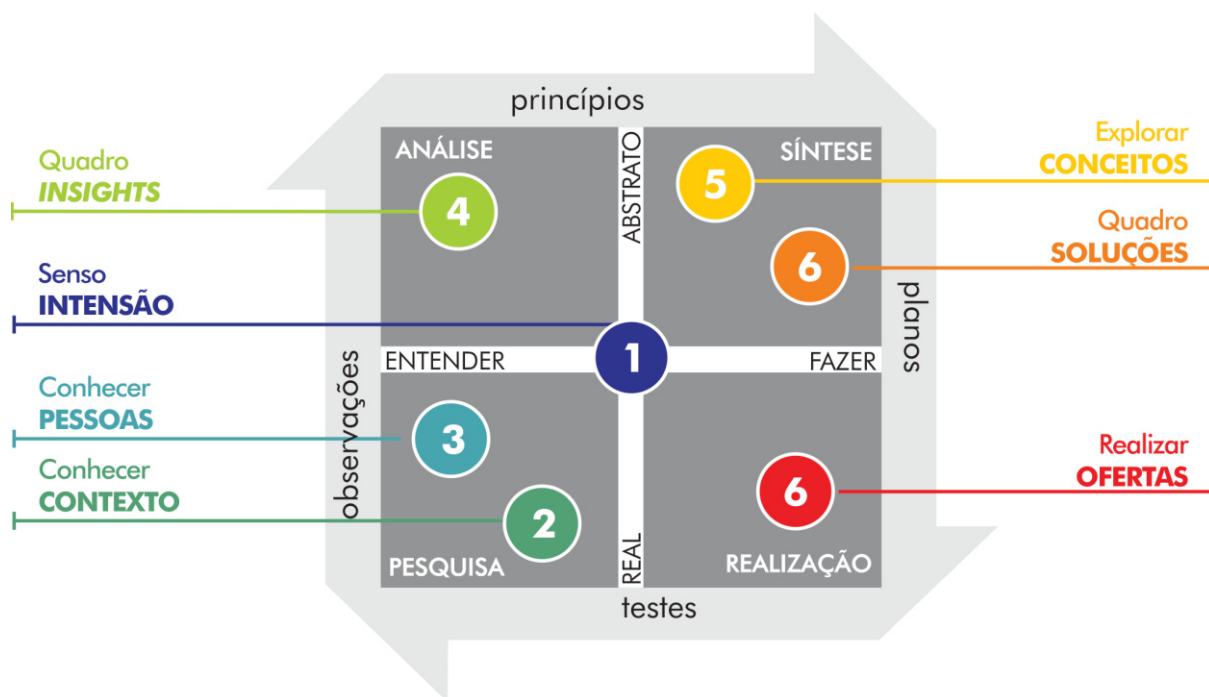 princípios
ANÁLISE
ABSTRATO
SÍNTESE
Quadro
INSIGHTS
4
5
Explorar
CONCEITOS
6
Quadro
SOLUÇÕES
Senso
INTENSÃO
planos
ENTENDER
1
FAZER
observações
Conhecer
PESSOAS
3
Conhecer
CONTEXTO
2
Realizar
OFERTAS
6
PESQUISA
REAL
REALIZAÇÃO
testes